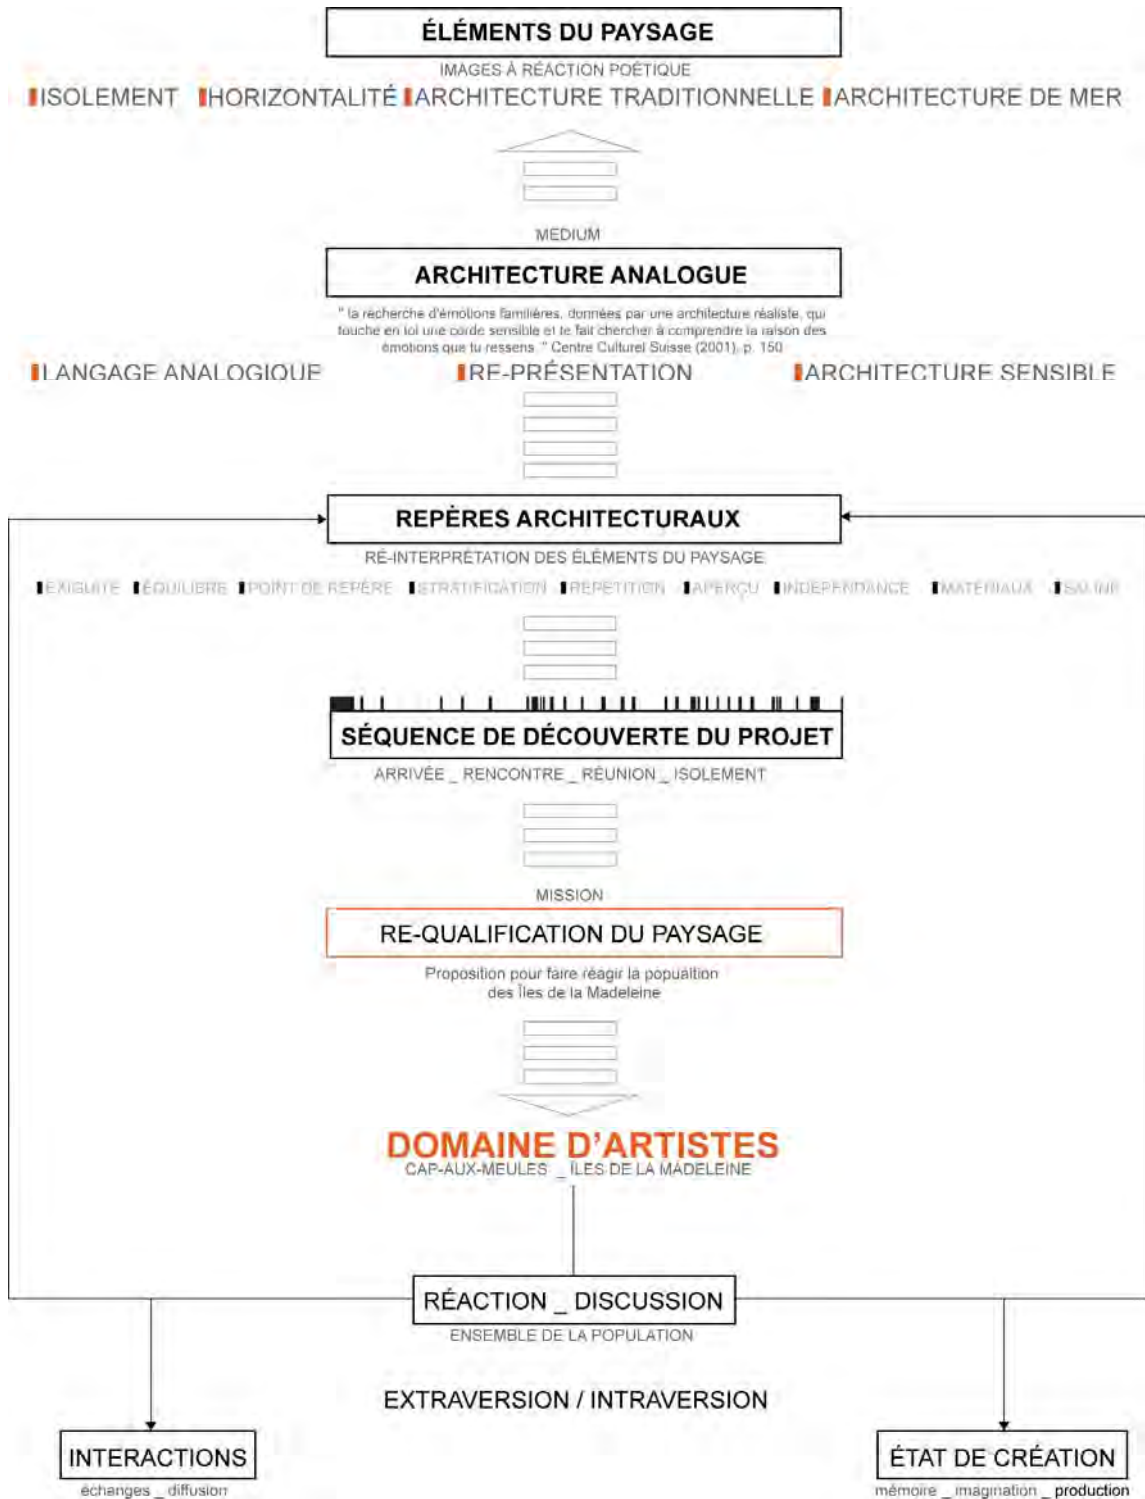 ÉLÉMENTS DU PAYSAGE
IMAGES À RÉACTION POÉTIQUE
ISOLEMENT HORIZONTALITÉ ARCHITECTURE TRADITIONNELLE ARCHITECTURE DE MER
MEDIUM
ARCHITECTURE ANALOGUE
" la recherche d'émotions familières, données par une architecture réaliste, qui
touche en toi une corde sensible et te fait chercher à comprendre la raison des
émotions que tu ressens. " Centre Culturel Suisse (2001), p. 150
LANGAGE ANALOGIQUE RE-PRÉSENTATION ARCHITECTURE SENSIBLE
REPÈRES ARCHITECTURAUX
RÉ-INTERPRÉTATION DES ÉLÉMENTS DU PAYSAGE
EXIGUITÉ ÉQUILIBRE POINT DE REPÈRE STRATIFICATION RÉPÉTITION APERÇU INDÉPENDANCE MATÉRIAUX SALINE
SÉQUENCE DE DÉCOUVERTE DU PROJET
ARRIVÉE _ RENCONTRE _ RÉUNION _ ISOLEMENT
MISSION
RE-QUALIFICATION DU PAYSAGE
Proposition pour faire réagir la popualtion
des Îles de la Madeleine
DOMAINE D'ARTISTES
CAP-AUX-MEULES _ ÎLES DE LA MADELEINE
RÉACTION _ DISCUSSION
ENSEMBLE DE LA POPULATION
EXTRAVERSION / INTRAVERSION
INTERACTIONS ÉTAT DE CRÉATION
échanges _ diffusion mémoire _ imagination _ production